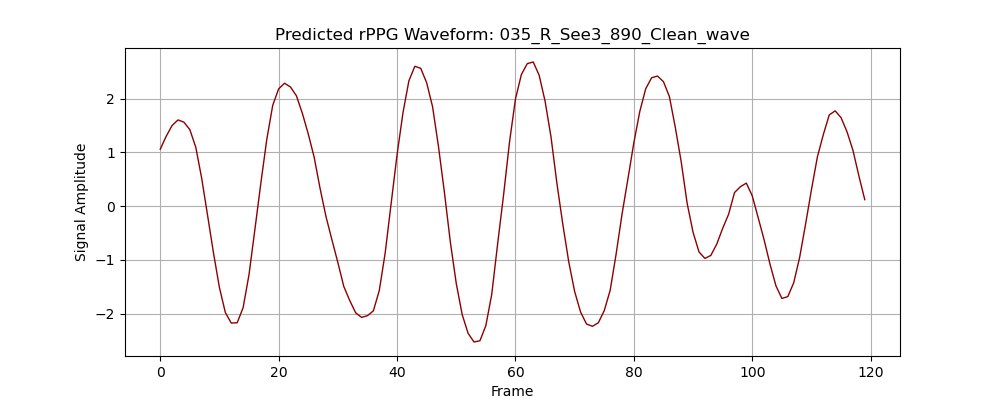 Predicted rPPG Waveform: 035_R_See3_890_Clean_wave
Signal Amplitude
2
1
0
−1
−2
0 20 40 60 80 100 120
Frame